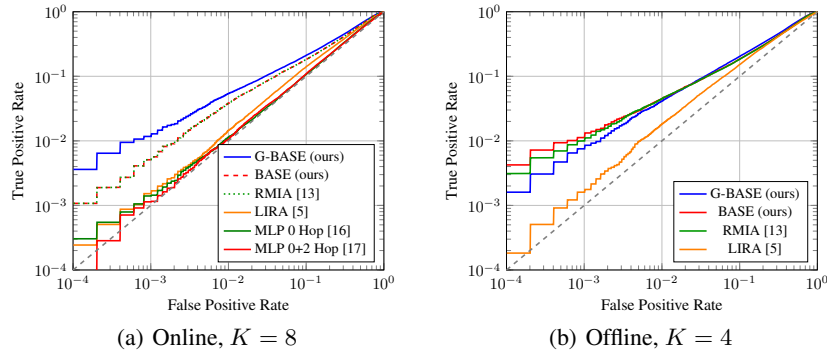 10^0
10^-1
10^-2
10^-3
10^-4
True Positive Rate
G-BASE (ours)
BASE (ours)
RMIA [13]
LIRA [5]
MLP 0 Hop [16]
MLP 0+2 Hop [17]
10^-4 10^-3 10^-2 10^-1 10^0
False Positive Rate
(a) Online, K = 8
10^0
10^-1
10^-2
10^-3
10^-4
True Positive Rate
G-BASE (ours)
BASE (ours)
RMIA [13]
LIRA [5]
10^-4 10^-3 10^-2 10^-1 10^0
False Positive Rate
(b) Offline, K = 4